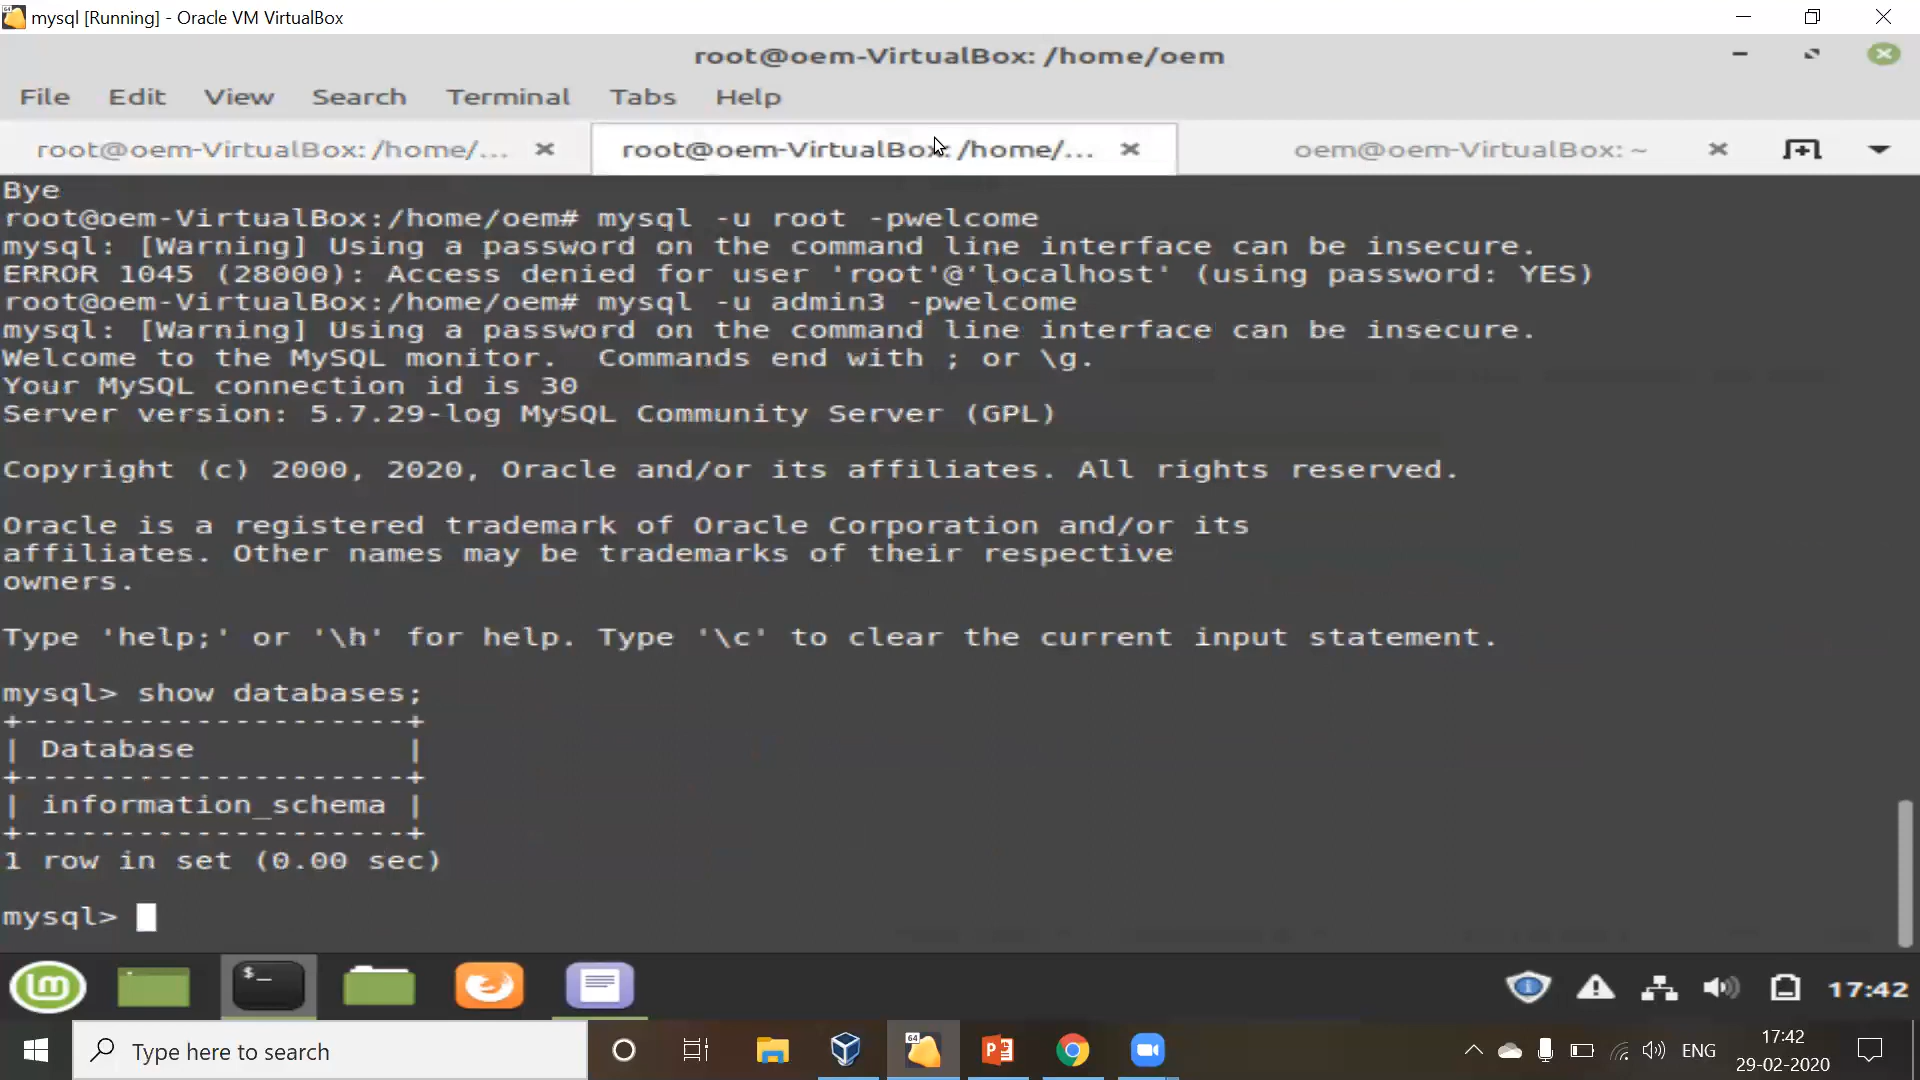 mysql [Running] - Oracle VM VirtualBox
root@oem-VirtualBox: /home/oem
File Edit View Search Terminal Tabs Help
root@oem-VirtualBox: /home/... root@oem-VirtualBox: /home/... oem@oem-VirtualBox: ~
Bye
root@oem-VirtualBox:/home/oem# mysql -u root -pwelcome
mysql: [Warning] Using a password on the command line interface can be insecure.
ERROR 1045 (28000): Access denied for user 'root'@'localhost' (using password: YES)
root@oem-VirtualBox:/home/oem# mysql -u admin3 -pwelcome
mysql: [Warning] Using a password on the command line interface can be insecure.
Welcome to the MySQL monitor.  Commands end with ; or \g.
Your MySQL connection id is 30
Server version: 5.7.29-log MySQL Community Server (GPL)
Copyright (c) 2000, 2020, Oracle and/or its affiliates. All rights reserved.
Oracle is a registered trademark of Oracle Corporation and/or its
affiliates. Other names may be trademarks of their respective
owners.
Type 'help;' or '\h' for help. Type '\c' to clear the current input statement.
mysql> show databases;
+--------------------+
| Database           |
+--------------------+
| information_schema |
+--------------------+
1 row in set (0.00 sec)
mysql>
17:42
Type here to search
64
ENG
17:42
29-02-2020